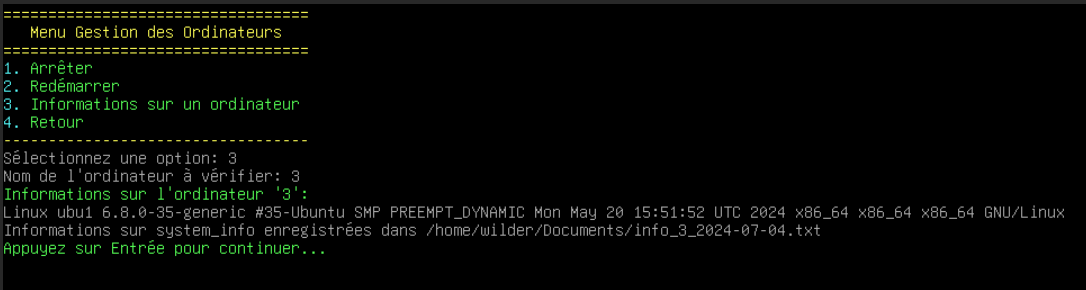 ==================================
Menu Gestion des Ordinateurs
==================================
1. Arrêter
2. Redémarrer
3. Informations sur un ordinateur
4. Retour
----------------------------------
Sélectionnez une option: 3
Nom de l'ordinateur à vérifier: 3
Informations sur l'ordinateur '3':
Linux ubu1 6.8.0-35-generic #35-Ubuntu SMP PREEMPT_DYNAMIC Mon May 20 15:51:52 UTC 2024 x86_64 x86_64 x86_64 GNU/Linux
Informations sur system_info enregistrées dans /home/wilder/Documents/info_3_2024-07-04.txt
Appuyez sur Entrée pour continuer...